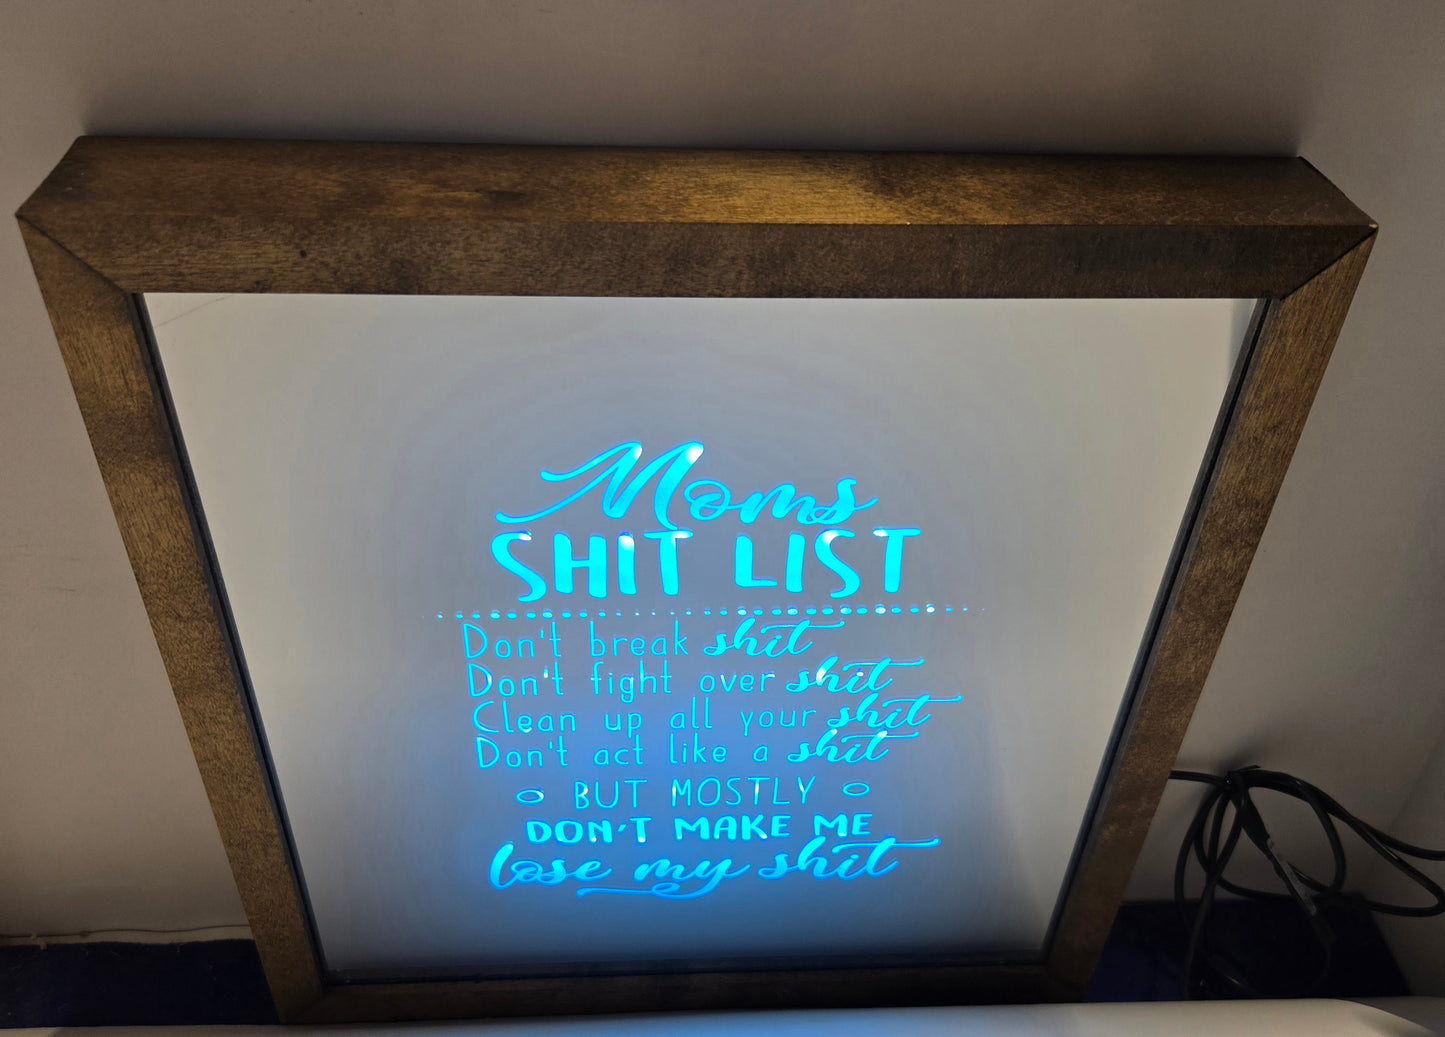 Moms
SHIT LIST
Don't break shit
Don't fight over shit
Clean up all your shit
Don't act like a shit
BUT MOSTLY
DON'T MAKE ME
lose my shit